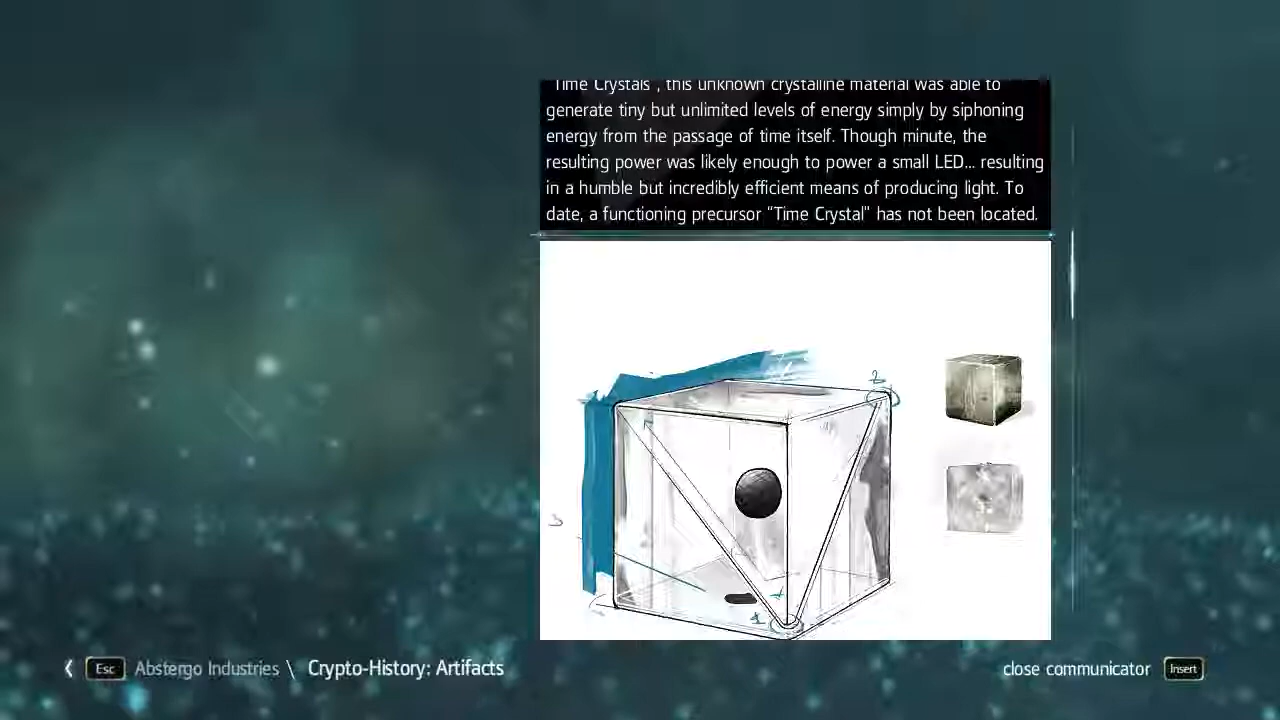 "Time Crystals", this unknown crystalline material was able to
generate tiny but unlimited levels of energy simply by siphoning
energy from the passage of time itself. Though minute, the
resulting power was likely enough to power a small LED... resulting
in a humble but incredibly efficient means of producing light. To
date, a functioning precursor "Time Crystal" has not been located.
2
3
1
Esc Abstergo Industries \ Crypto-History: Artifacts
close communicator Insert